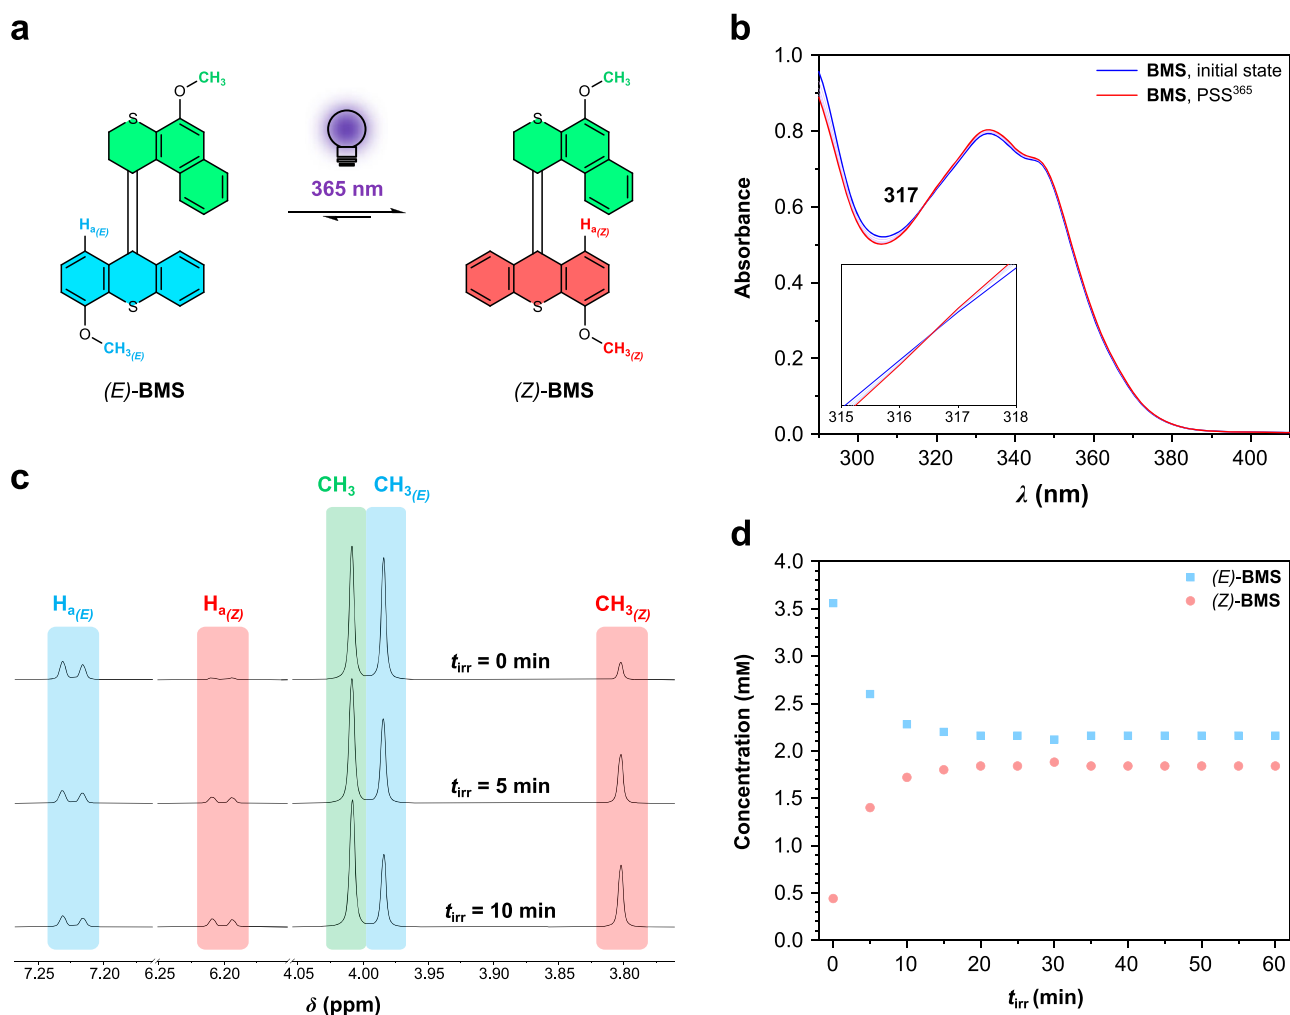 a
O
CH3
S
Ha(E)
S
O
CH3(E)
(E)-BMS
365 nm
O
CH3
S
Ha(Z)
S
O
CH3(Z)
(Z)-BMS
b
BMS, initial state
BMS, PSS365
317
315 316 317 318
1.0
0.8
0.6
0.4
0.2
0.0
Absorbance
300 320 340 360 380 400
λ (nm)
c
CH3 CH3(E)
Ha(E) Ha(Z) CH3(Z)
tirr = 0 min
tirr = 5 min
tirr = 10 min
7.25 7.20 6.25 6.25 6.20 4.05 4.00 3.95 3.90 3.85 3.80
δ (ppm)
d
(E)-BMS
(Z)-BMS
4.0
3.5
3.0
2.5
2.0
1.5
1.0
0.5
0.0
Concentration (mM)
0 10 20 30 40 50 60
tirr (min)